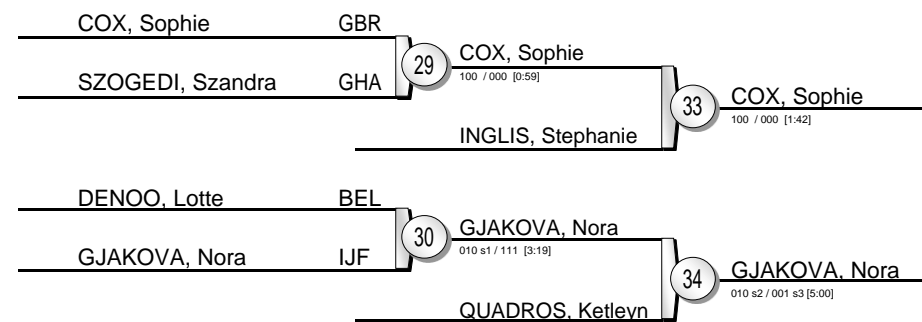 COX, Sophie GBR
SZOGEDI, Szandra GHA
29
COX, Sophie
100 / 000 [0:59]
INGLIS, Stephanie
33
COX, Sophie
100 / 000 [1:42]
DENOO, Lotte BEL
GJAKOVA, Nora IJF
30
GJAKOVA, Nora
010 s1 / 111 [3:19]
QUADROS, Ketleyn
34
GJAKOVA, Nora
010 s2 / 001 s3 [5:00]